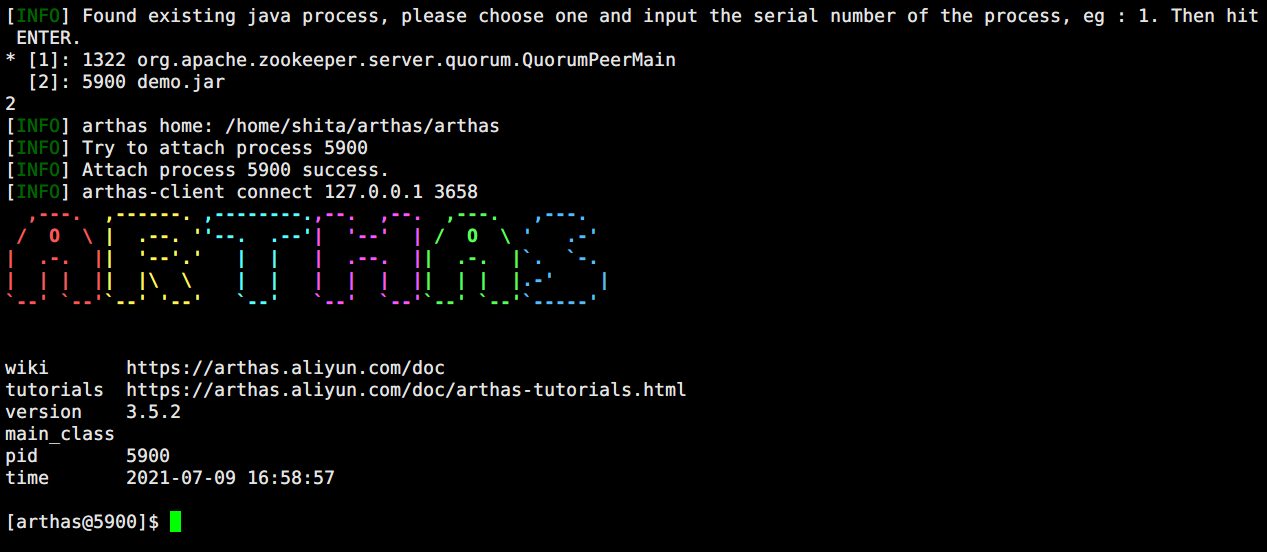 [INFO] Found existing java process, please choose one and input the serial number of the process, eg : 1. Then hit
ENTER.
* [1]: 1322 org.apache.zookeeper.server.quorum.QuorumPeerMain
  [2]: 5900 demo.jar
2
[INFO] arthas home: /home/shita/arthas/arthas
[INFO] Try to attach process 5900
[INFO] Attach process 5900 success.
[INFO] arthas-client connect 127.0.0.1 3658
ARTHAS
wiki       https://arthas.aliyun.com/doc
tutorials  https://arthas.aliyun.com/doc/arthas-tutorials.html
version    3.5.2
main_class
pid        5900
time       2021-07-09 16:58:57
[arthas@5900]$